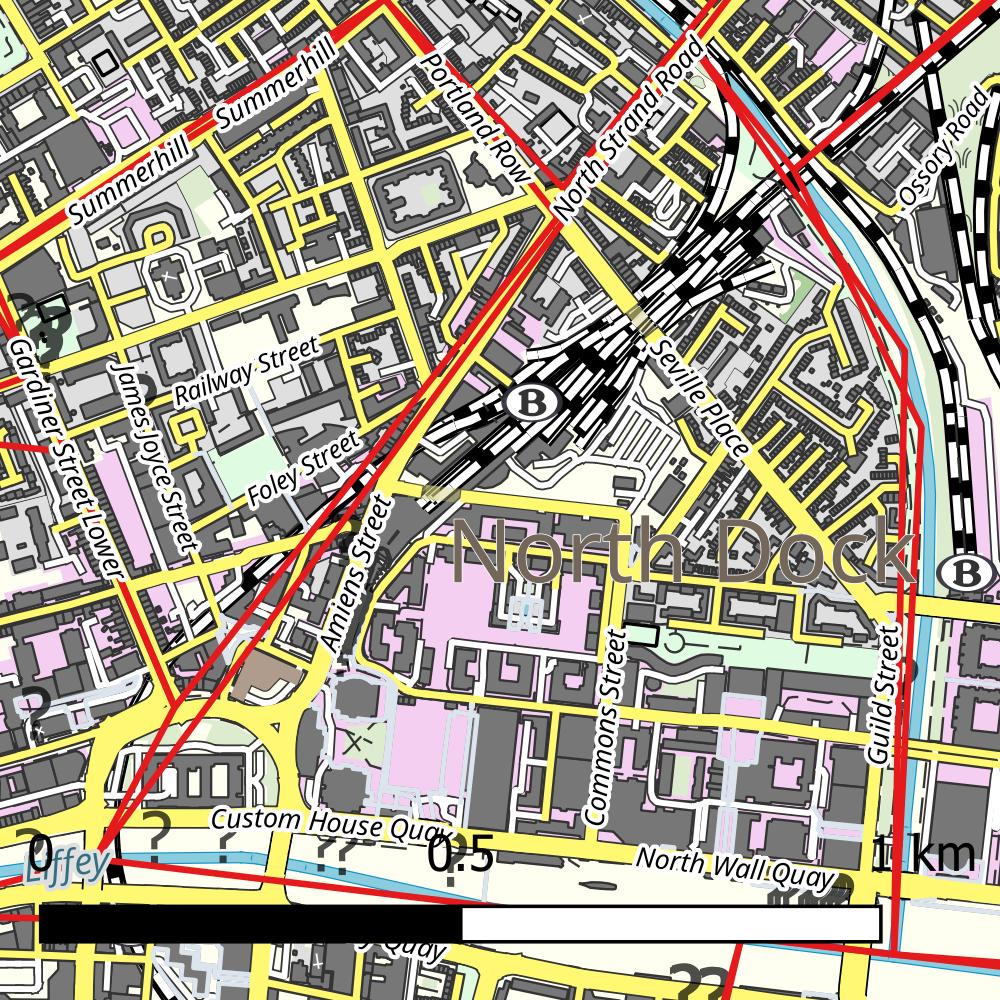 Summerhill
Portland Row
North Strand Road
Ossory Road
Summerhill
?
Gardiner Street Lower
James Joyce Street
Railway Street
Seville Place
B
Foley Street
Amiens Street
North Dock
B
Commons Street
Guild Street
?
Custom House Quay
? ? ? ?
0 0.5 1 km
Liffey
North Wall Quay
Quay
??